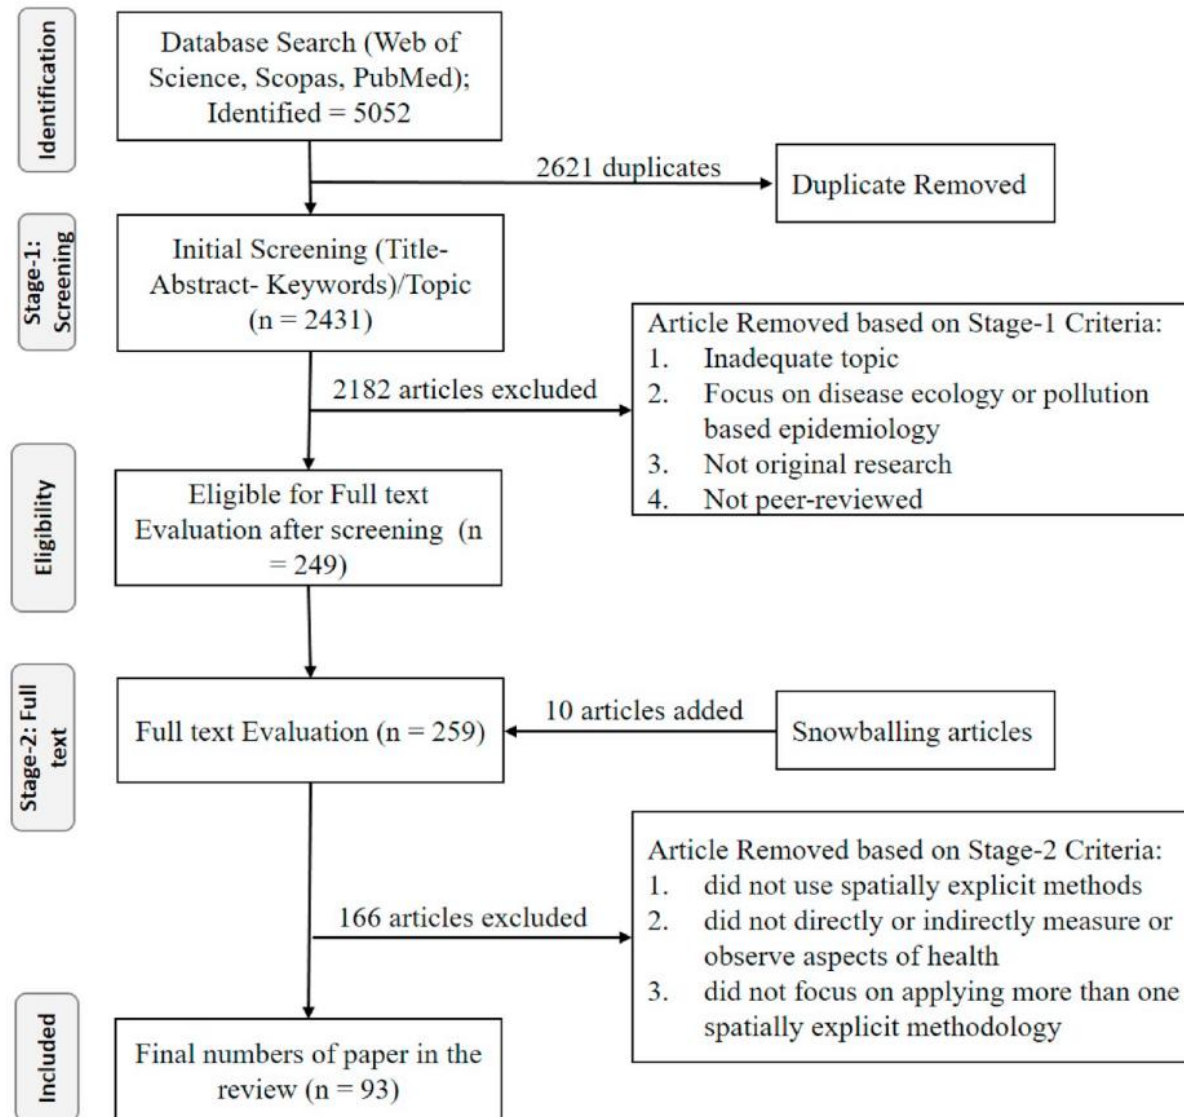 Identification
Database Search (Web of
Science, Scopas, PubMed);
Identified = 5052
2621 duplicates
Duplicate Removed
Stage-1:
Screening
Initial Screening (Title-
Abstract- Keywords)/Topic
(n = 2431)
2182 articles excluded
Article Removed based on Stage-1 Criteria:
1. Inadequate topic
2. Focus on disease ecology or pollution
based epidemiology
3. Not original research
4. Not peer-reviewed
Eligibility
Eligible for Full text
Evaluation after screening (n
= 249)
Stage-2: Full
text
Full text Evaluation (n = 259)
10 articles added
Snowballing articles
166 articles excluded
Article Removed based on Stage-2 Criteria:
1. did not use spatially explicit methods
2. did not directly or indirectly measure or
observe aspects of health
3. did not focus on applying more than one
spatially explicit methodology
Included
Final numbers of paper in the
review (n = 93)